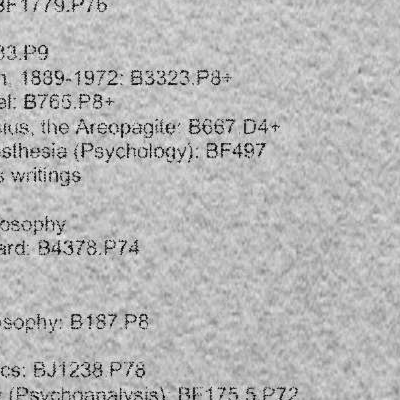 BF1779.P76
33.P9
n, 1889-1972: B3323.P8+
el: B765.P8+
ius, the Areopagite: B667.D4+
sthesia (Psychology): BF497
s writings
osophy
ard: B4378.P74
osophy: B187.P8
cs: BJ1238.P78
(Psychoanalysis): BF175.5.P72